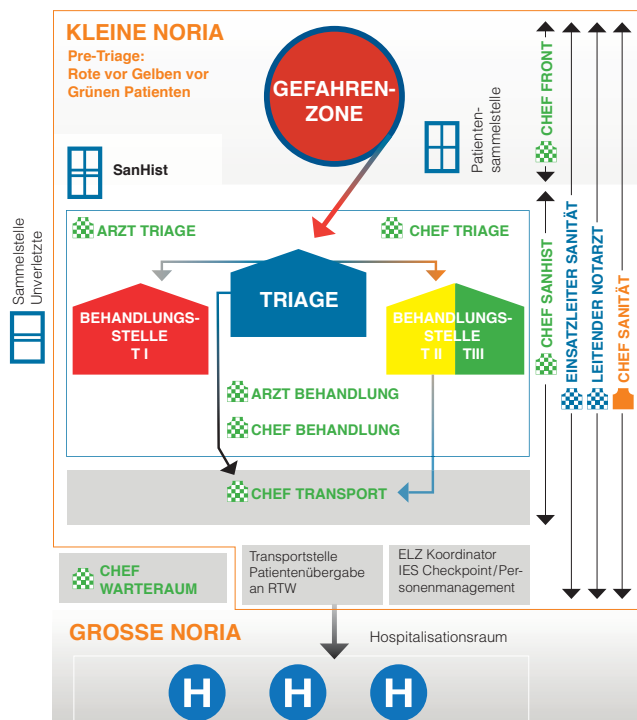 KLEINE NORIA
Pre-Triage:
Rote vor Gelben vor
Grünen Patienten
GEFAHREN-
ZONE
Patienten-
sammelstelle
SanHist
Sammelstelle
Unverletzte
ARZT TRIAGE
CHEF TRIAGE
TRIAGE
BEHANDLUNGS-
STELLE
T I
BEHANDLUNGS-
STELLE
T II TIII
ARZT BEHANDLUNG
CHEF BEHANDLUNG
CHEF TRANSPORT
CHEF FRONT
CHEF SANHIST
EINSATZLEITER SANITÄT
LEITENDER NOTARZT
CHEF SANITÄT
CHEF
WARTERAUM
Transportstelle
Patientenübergabe
an RTW
ELZ Koordinator
IES Checkpoint/Per-
sonenmanagement
GROSSE NORIA
Hospitalisationsraum
H H H